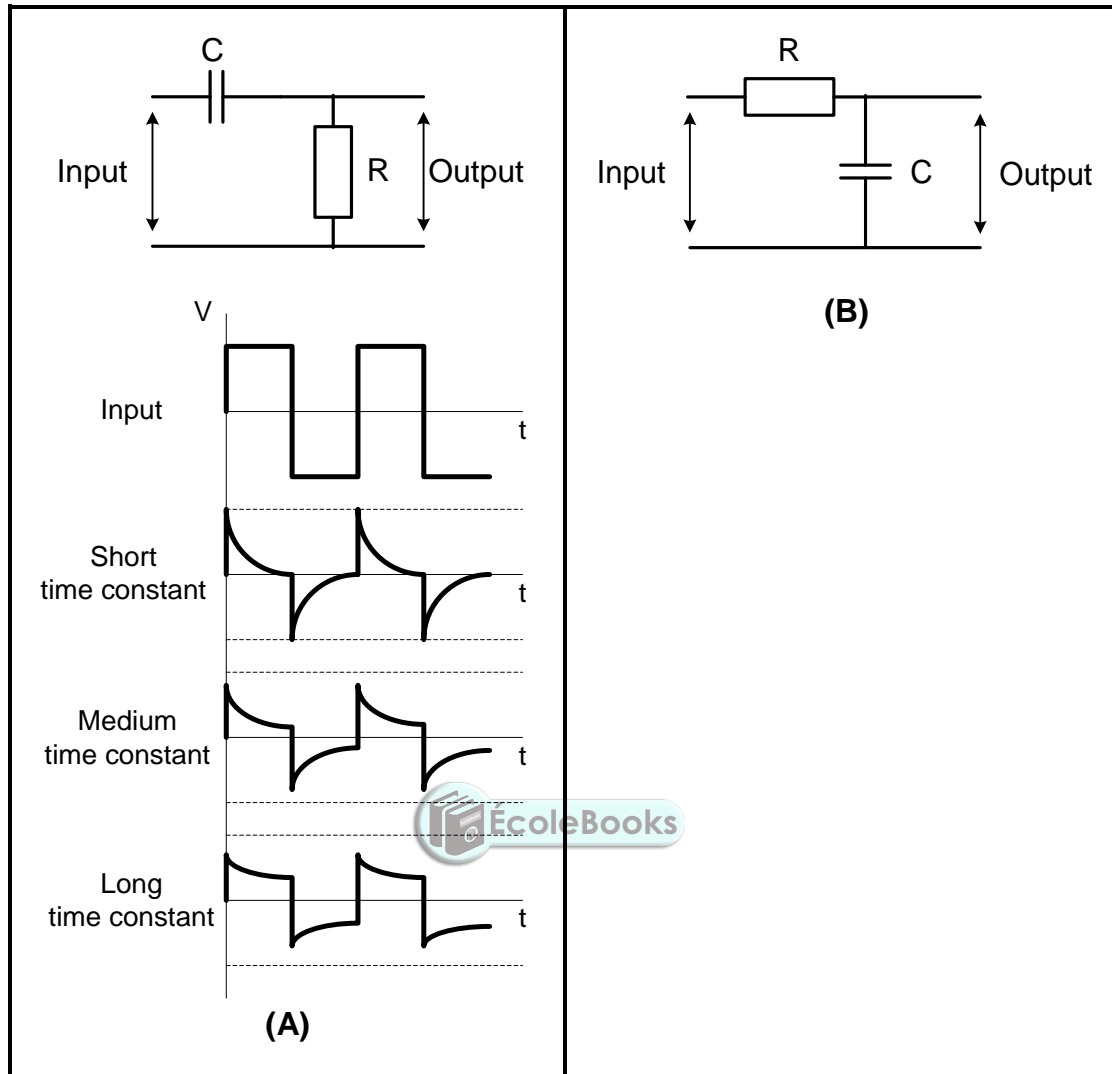 C
Input
R
Output
V
Input
t
Short
time constant
t
Medium
time constant
t
Long
time constant
t
(A)
R
Input
C
Output
(B)
ÉcoleBooks